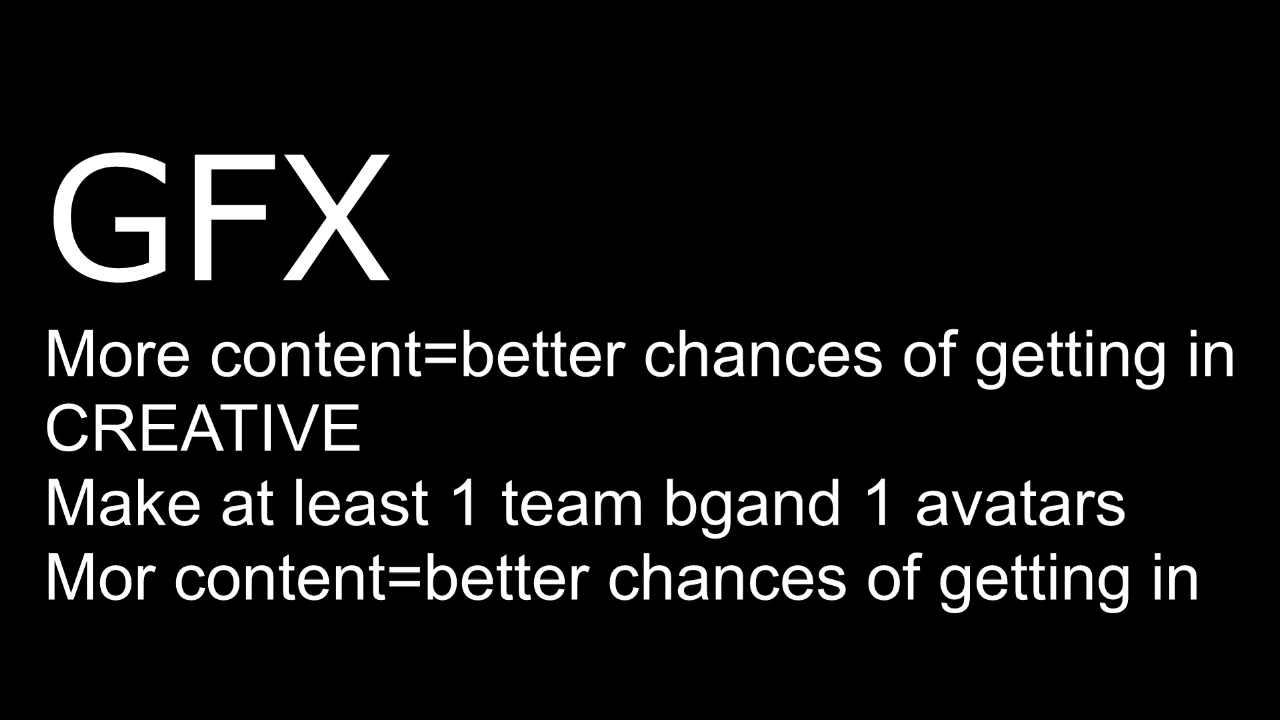 GFX
More content=better chances of getting in
CREATIVE
Make at least 1 team bgand 1 avatars
Mor content=better chances of getting in